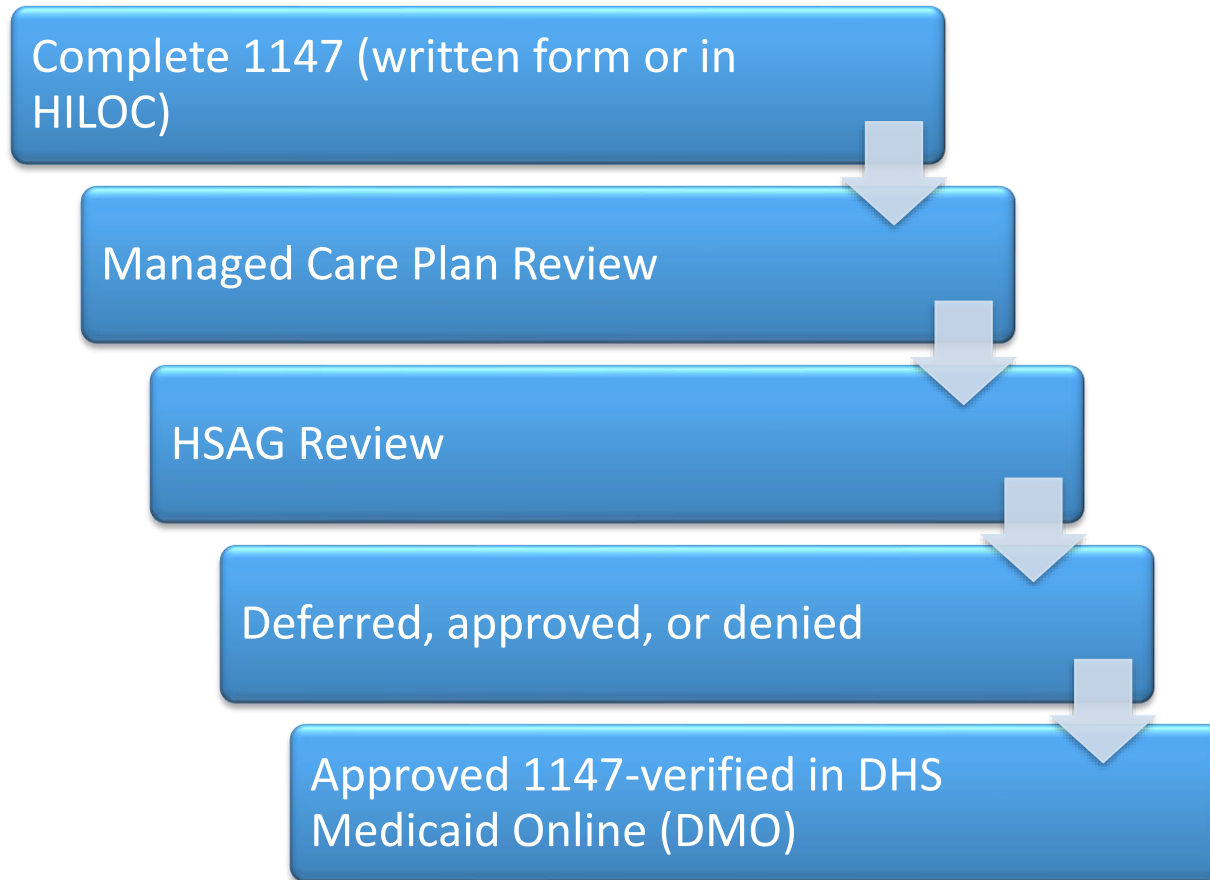 Complete 1147 (written form or in
HILOC)
Managed Care Plan Review
HSAG Review
Deferred, approved, or denied
Approved 1147-verified in DHS
Medicaid Online (DMO)